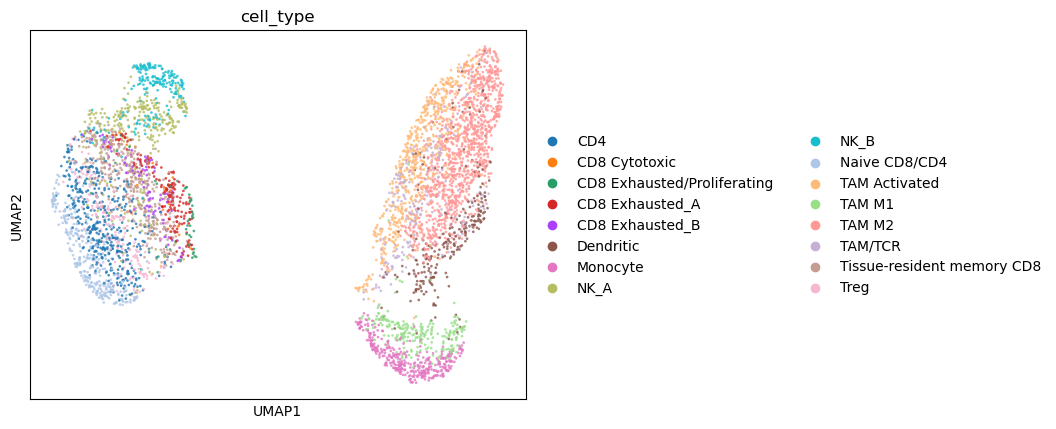 cell_type
UMAP2
UMAP1
CD4
CD8 Cytotoxic
CD8 Exhausted/Proliferating
CD8 Exhausted_A
CD8 Exhausted_B
Dendritic
Monocyte
NK_A
NK_B
Naive CD8/CD4
TAM Activated
TAM M1
TAM M2
TAM/TCR
Tissue-resident memory CD8
Treg